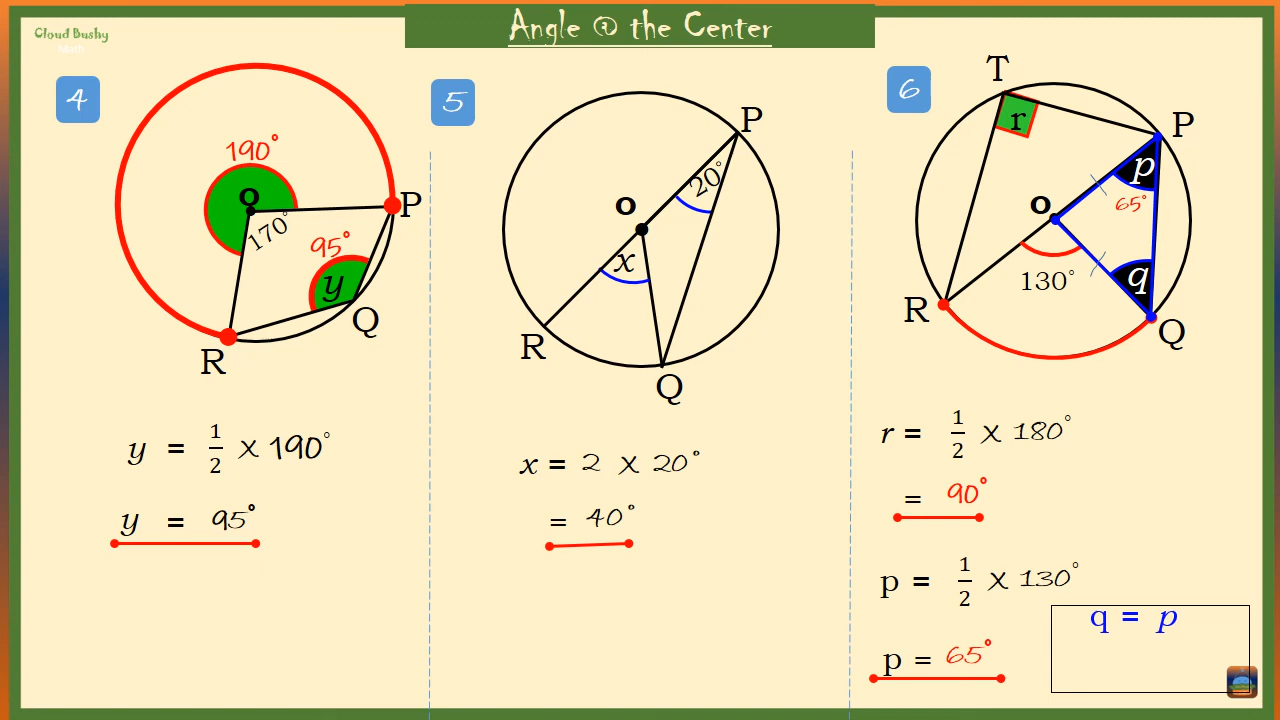 Angle @ the Center
Cloud Bushy
Math
4
190°
O
170°
P
95°
y
Q
R
y = 1/2 X 190°
y = 95°
5
P
20°
O
x
R
Q
x = 2 X 20°
= 40°
6
T
r
P
p
65°
O
130°
q
R
Q
r = 1/2 X 180°
= 90°
p = 1/2 X 130°
q = p
p = 65°